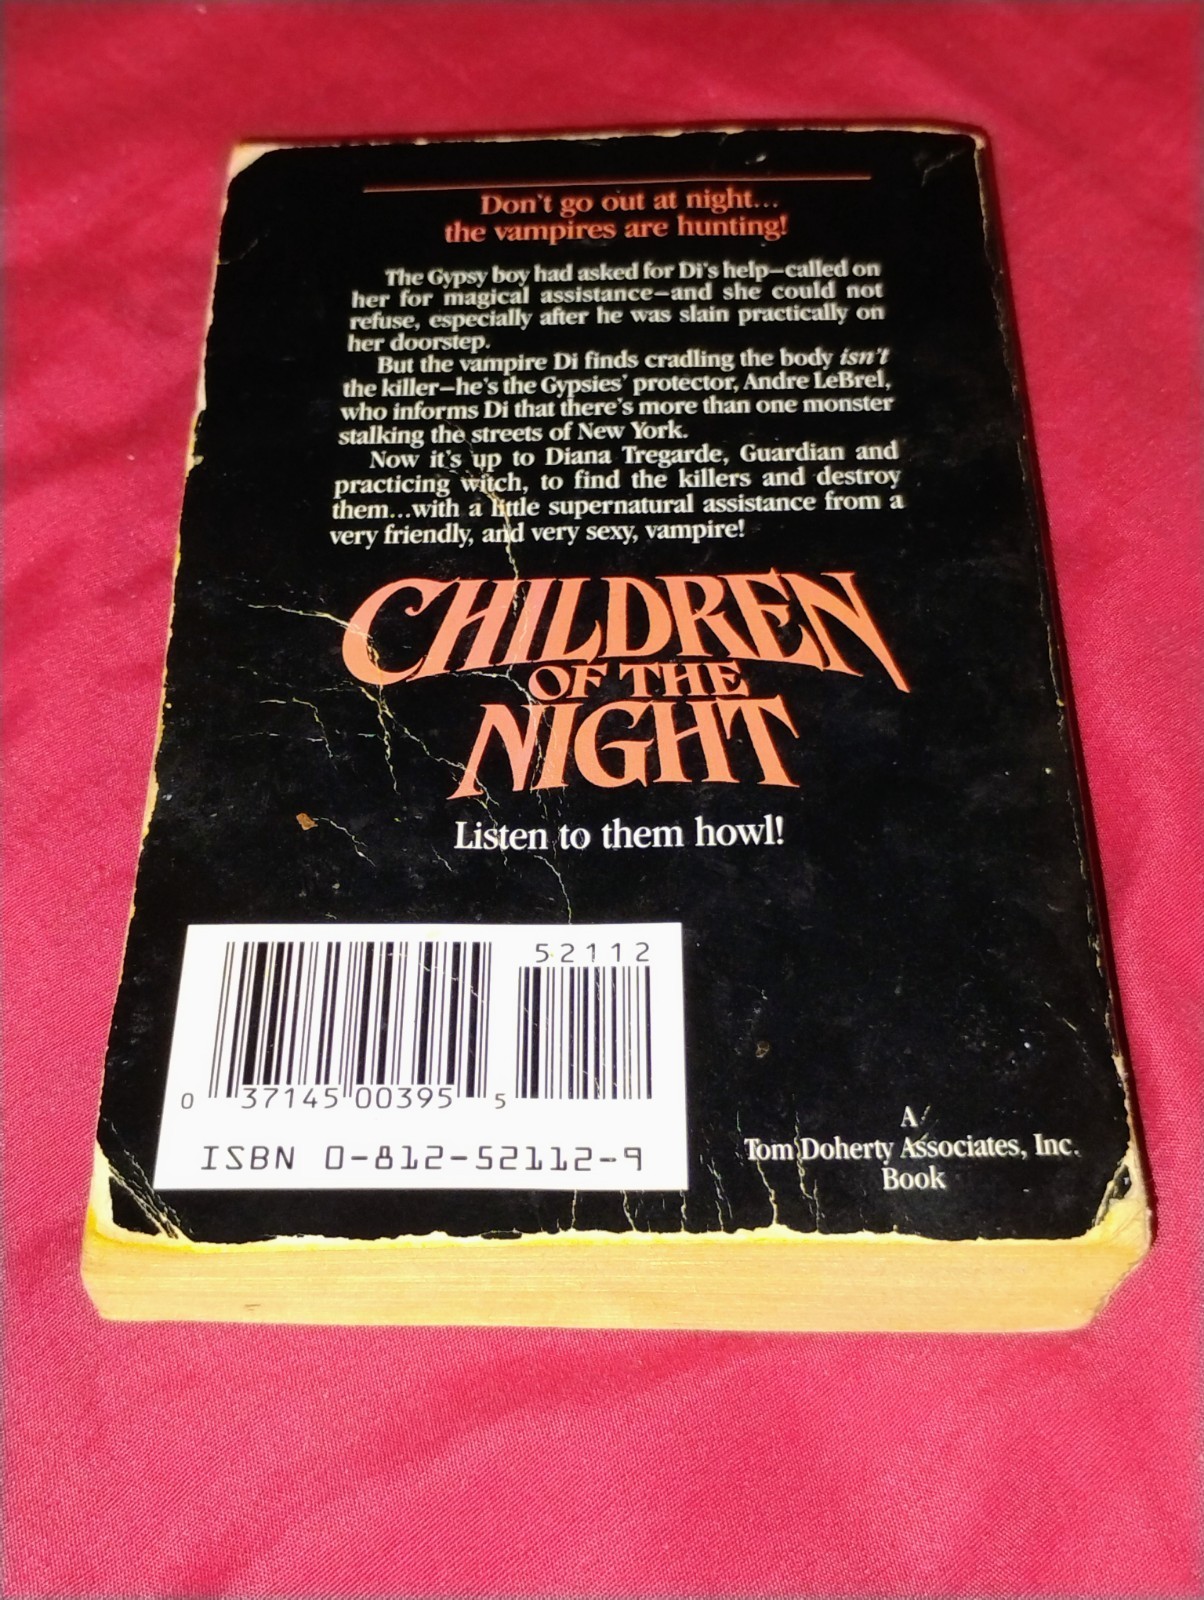 Don't go out at night...
the vampires are hunting!
The Gypsy boy had asked for Di's help—called on
her for magical assistance—and she could not
refuse, especially after he was slain practically on
her doorstep.
But the vampire Di finds cradling the body isn't
the killer—he's the Gypsies' protector, Andre LeBrel,
who informs Di that there's more than one monster
stalking the streets of New York.
Now it's up to Diana Tregarde, Guardian and
practicing witch, to find the killers and destroy
them...with a little supernatural assistance from a
very friendly, and very sexy, vampire!
CHILDREN
OF THE
NIGHT
Listen to them howl!
52112
0 37145 00395 5
ISBN 0-812-52112-9
A
Tom Doherty Associates, Inc.
Book